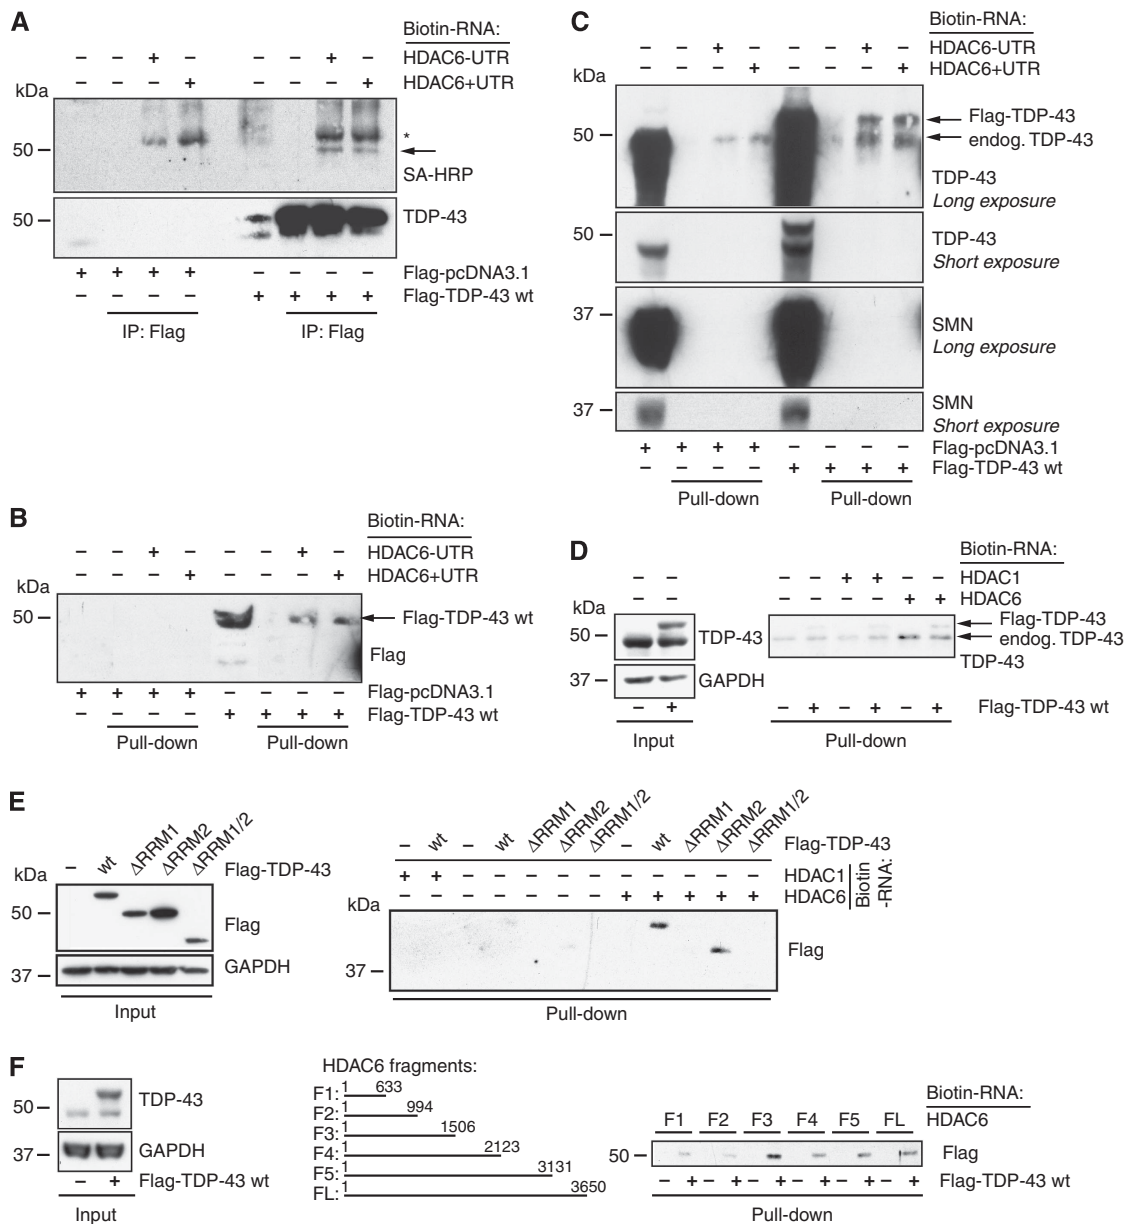 A
Biotin-RNA:
– – + – – – + – HDAC6-UTR
– – – + – – – + HDAC6+UTR
kDa
*
50
SA-HRP
50
TDP-43
+ + + + – – – – Flag-pcDNA3.1
– – – – + + + + Flag-TDP-43 wt
IP: Flag IP: Flag
B
Biotin-RNA:
– – + – – – + – HDAC6-UTR
– – – + – – – + HDAC6+UTR
kDa
50
Flag-TDP-43 wt
Flag
+ + + + – – – – Flag-pcDNA3.1
– – – – + + + + Flag-TDP-43 wt
Pull-down Pull-down
C
Biotin-RNA:
– – + – – – + – HDAC6-UTR
– – – + – – – + HDAC6+UTR
kDa
Flag-TDP-43
50
endog. TDP-43
TDP-43
Long exposure
50
TDP-43
Short exposure
37
SMN
Long exposure
37
SMN
Short exposure
+ + + + – – – – Flag-pcDNA3.1
– – – – + + + + Flag-TDP-43 wt
Pull-down Pull-down
D
Biotin-RNA:
– – – – + + – – HDAC1
– – – – – – + + HDAC6
kDa
Flag-TDP-43
50
TDP-43
endog. TDP-43
TDP-43
37
GAPDH
– + – + – + – + Flag-TDP-43 wt
Input Pull-down
E
– wt ΔRRM1 ΔRRM2 ΔRRM1/2 Flag-TDP-43
kDa
50
Flag
37
GAPDH
Input
– wt – wt ΔRRM1 ΔRRM2 ΔRRM1/2 – wt ΔRRM1 ΔRRM2 ΔRRM1/2 Flag-TDP-43
+ + – – – – – – – – – – HDAC1
– – – – – – – + + + + + HDAC6
Biotin
-RNA:
kDa
Flag
37
Pull-down
F
50
TDP-43
37
GAPDH
– + Flag-TDP-43 wt
Input
HDAC6 fragments:
F1: 1 633
F2: 1 994
F3: 1 1506
F4: 1 2123
F5: 1 3131
FL: 1 3650
Biotin-RNA:
F1 F2 F3 F4 F5 FL HDAC6
50
Flag
– + – + – + – + – + – + Flag-TDP-43 wt
Pull-down